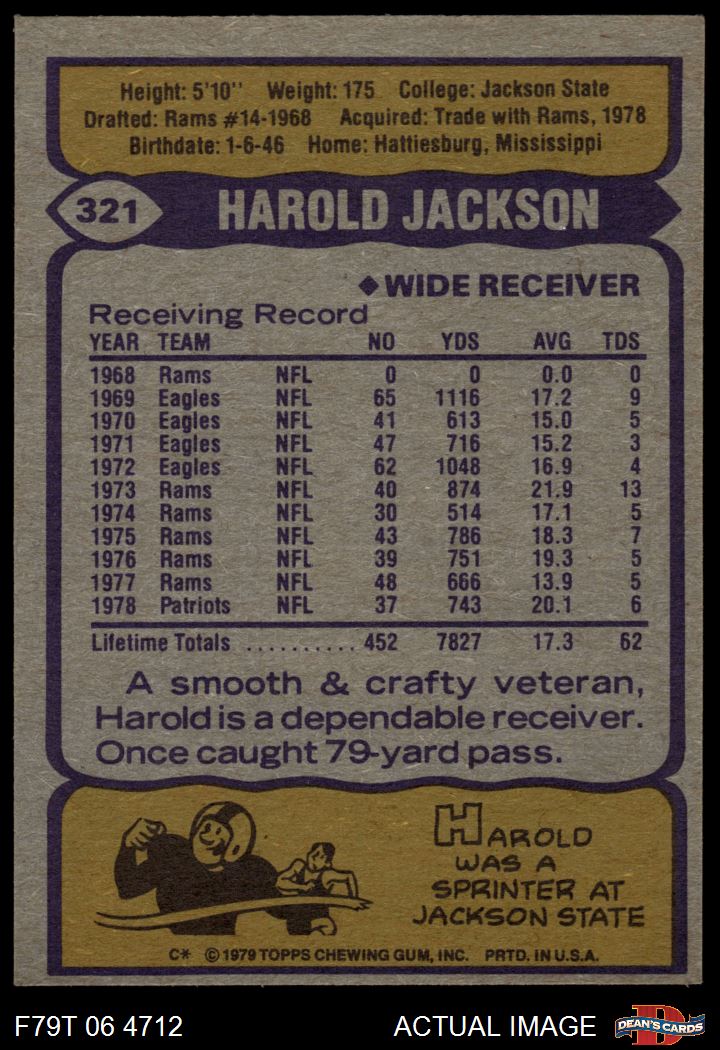 Height: 5'10" Weight: 175 College: Jackson State
Drafted: Rams #14-1968 Acquired: Trade with Rams, 1978
Birthdate: 1-6-46 Home: Hattiesburg, Mississippi
321 HAROLD JACKSON
◆WIDE RECEIVER
Receiving Record
YEAR TEAM NO YDS AVG TDS
1968 Rams NFL 0 0 0.0 0
1969 Eagles NFL 65 1116 17.2 9
1970 Eagles NFL 41 613 15.0 5
1971 Eagles NFL 47 716 15.2 3
1972 Eagles NFL 62 1048 16.9 4
1973 Rams NFL 40 874 21.9 13
1974 Rams NFL 30 514 17.1 5
1975 Rams NFL 43 786 18.3 7
1976 Rams NFL 39 751 19.3 5
1977 Rams NFL 48 666 13.9 5
1978 Patriots NFL 37 743 20.1 6
Lifetime Totals .......... 452 7827 17.3 62
A smooth & crafty veteran,
Harold is a dependable receiver.
Once caught 79-yard pass.
HAROLD
WAS A
SPRINTER AT
JACKSON STATE
C* © 1979 TOPPS CHEWING GUM, INC. PRTD. IN U.S.A.
F79T 06 4712 ACTUAL IMAGE D DEAN'S CARDS